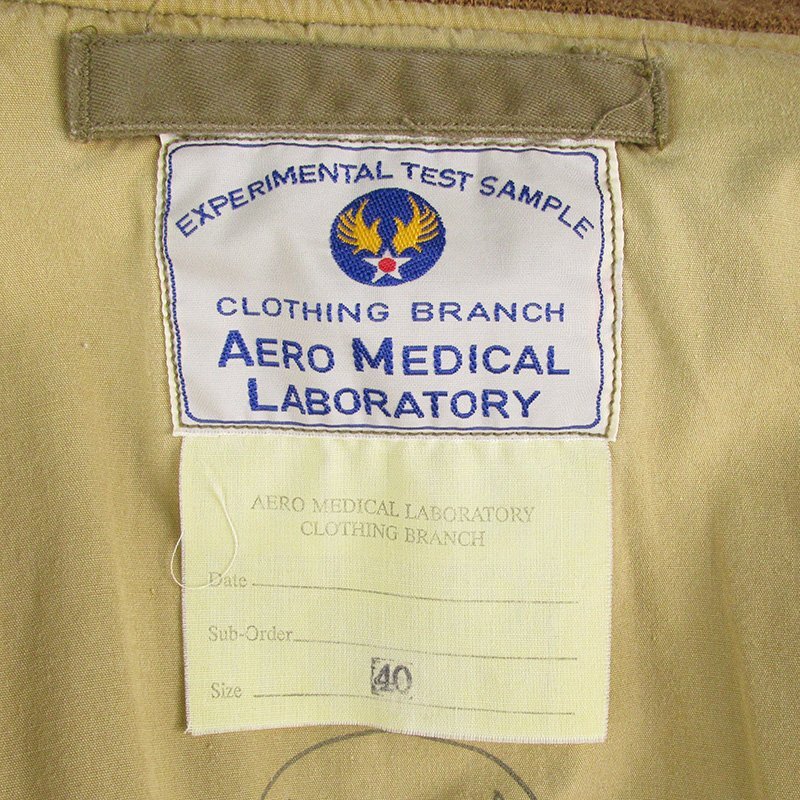 EXPERIMENTAL TEST SAMPLE
CLOTHING BRANCH
AERO MEDICAL
LABORATORY
AERO MEDICAL LABORATORY
CLOTHING BRANCH
Date
Sub-Order
Size 40